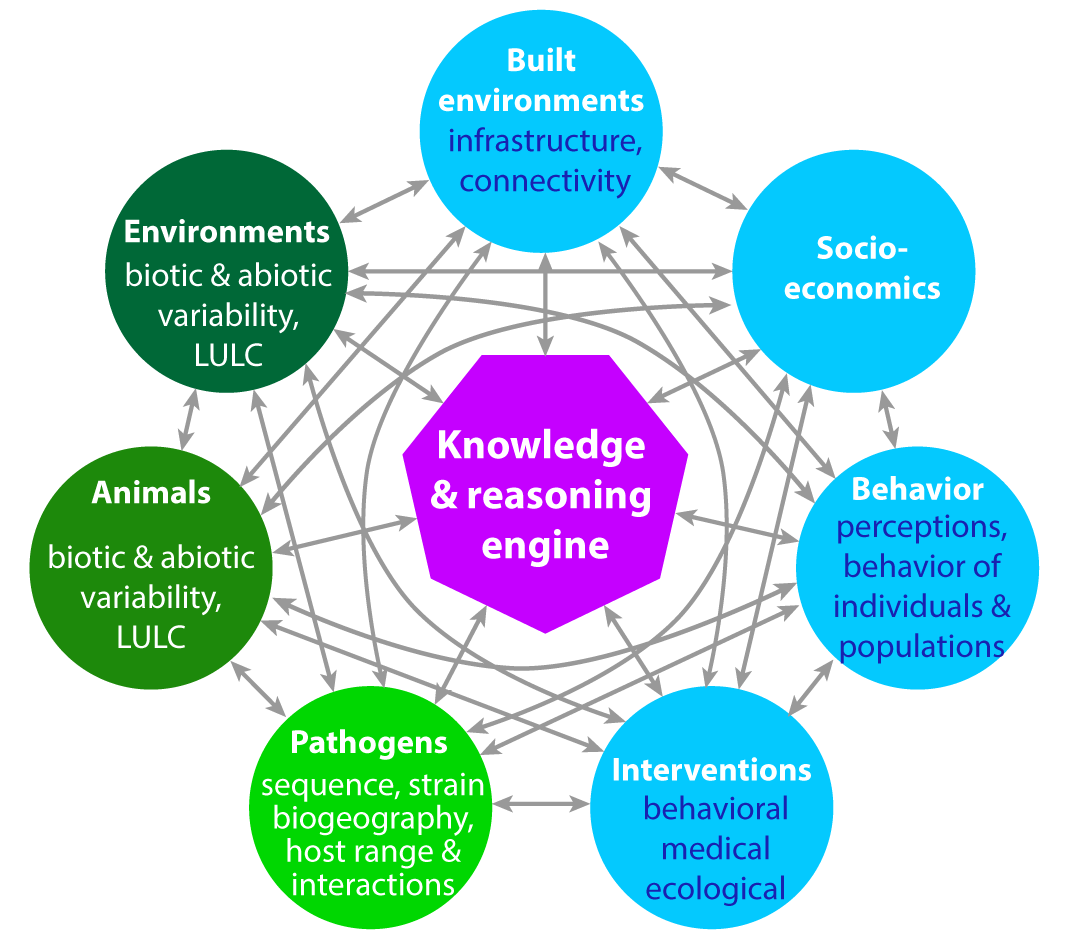 Built
environments
infrastructure,
connectivity
Environments
biotic & abiotic
variability,
LULC
Socio-
economics
Knowledge
& reasoning
engine
Animals
biotic & abiotic
variability,
LULC
Behavior
perceptions,
behavior of
individuals &
populations
Pathogens
sequence, strain
biogeography,
host range &
interactions
Interventions
behavioral
medical
ecological